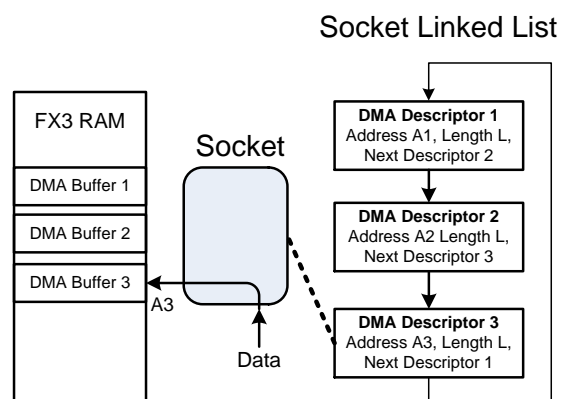 Socket Linked List
FX3 RAM
DMA Buffer 1
DMA Buffer 2
DMA Buffer 3
Socket
A3
Data
DMA Descriptor 1
Address A1, Length L,
Next Descriptor 2
DMA Descriptor 2
Address A2 Length L,
Next Descriptor 3
DMA Descriptor 3
Address A3, Length L,
Next Descriptor 1